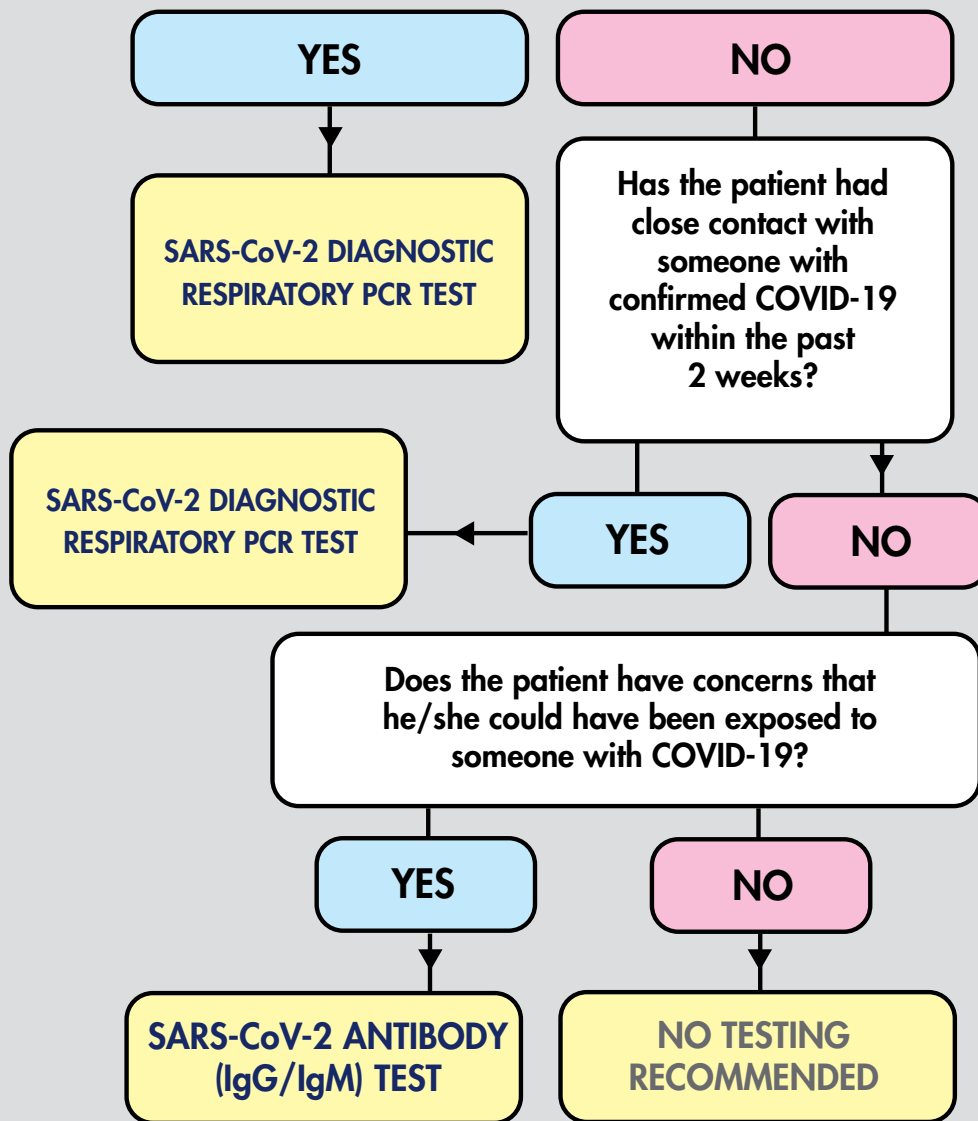 YES
NO
SARS-CoV-2 DIAGNOSTIC
RESPIRATORY PCR TEST
Has the patient had
close contact with
someone with
confirmed COVID-19
within the past
2 weeks?
SARS-CoV-2 DIAGNOSTIC
RESPIRATORY PCR TEST
YES
NO
Does the patient have concerns that
he/she could have been exposed to
someone with COVID-19?
YES
NO
SARS-CoV-2 ANTIBODY
(IgG/IgM) TEST
NO TESTING
RECOMMENDED